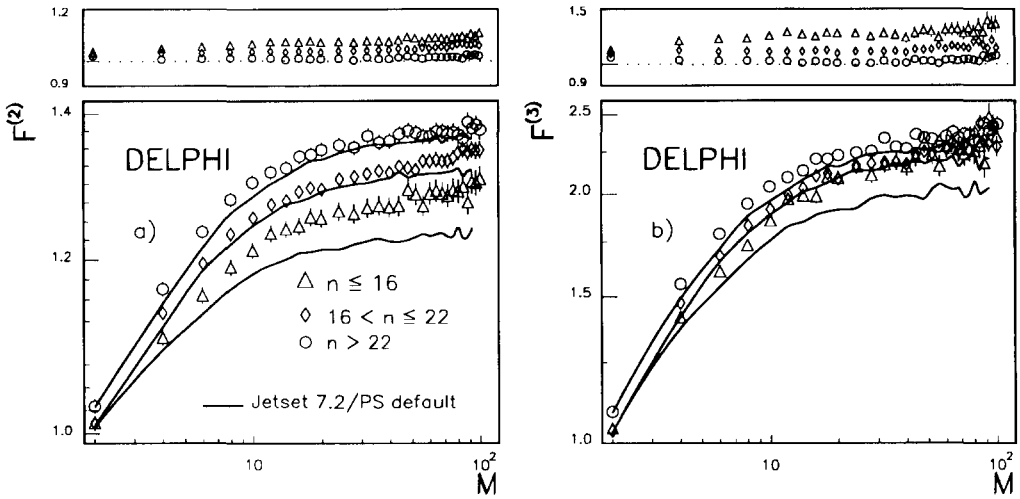 1.2
0.9
F(2)
1.4
1.2
1.0
DELPHI
a)
△ n ≤ 16
◇ 16 < n ≤ 22
○ n > 22
— Jetset 7.2/PS default
10
10²
M
1.5
0.9
F(3)
2.5
2.0
1.5
1.0
DELPHI
b)
10
10²
M